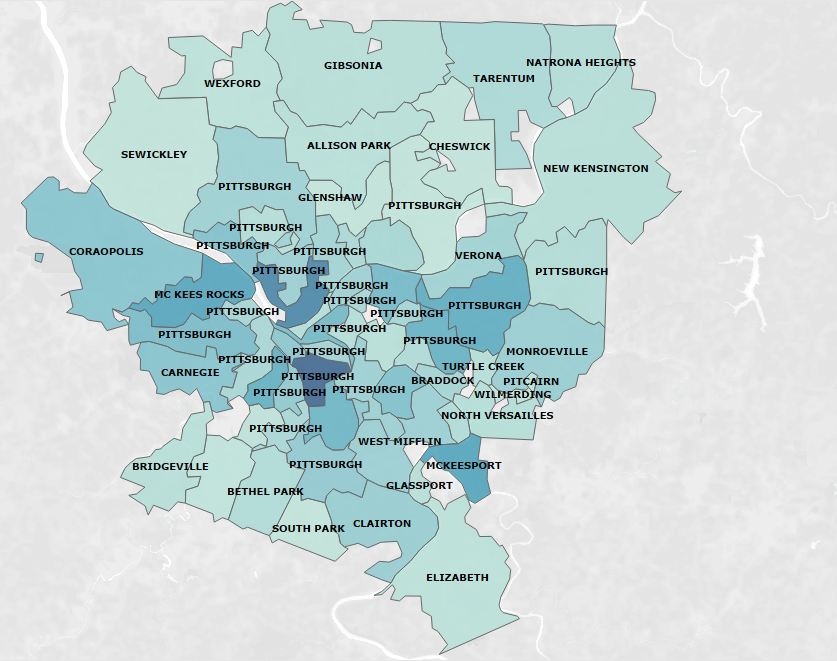 NATRONA HEIGHTS
GIBSONIA
TARENTUM
WEXFORD
ALLISON PARK
CHESWICK
SEWICKLEY
NEW KENSINGTON
PITTSBURGH
GLENSHAW
PITTSBURGH
PITTSBURGH
PITTSBURGH
CORAOPOLIS
PITTSBURGH
VERONA
PITTSBURGH
PITTSBURGH
PITTSBURGH
MC KEES ROCKS
PITTSBURGH
PITTSBURGH
PITTSBURGH
PITTSBURGH
PITTSBURGH
PITTSBURGH
PITTSBURGH
PITTSBURGH
PITTSBURGH
MONROEVILLE
PITTSBURGH
CARNEGIE
TURTLE CREEK
PITTSBURGH
BRADDOCK
PITCAIRN
PITTSBURGH
PITTSBURGH
WILMERDING
NORTH VERSAILLES
PITTSBURGH
WEST MIFFLIN
BRIDGEVILLE
PITTSBURGH
MCKEESPORT
GLASSPORT
BETHEL PARK
SOUTH PARK
CLAIRTON
ELIZABETH